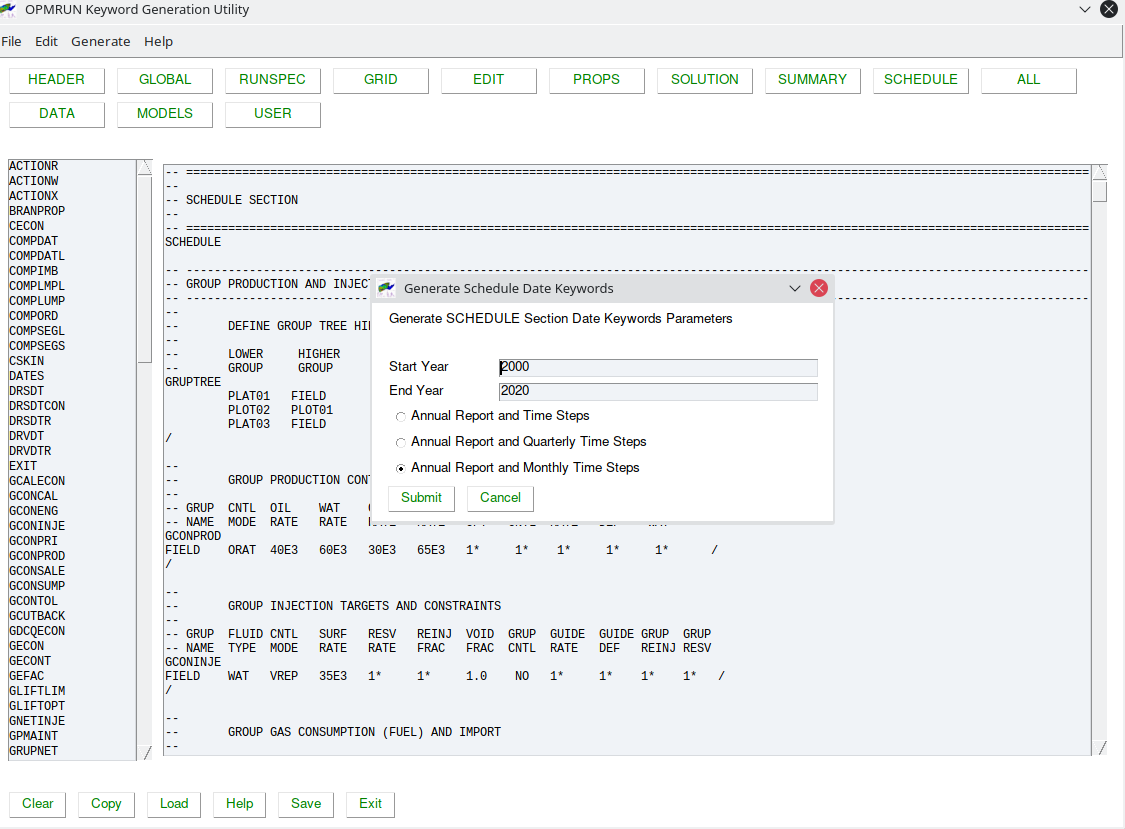 OPMRUN Keyword Generation Utility
File Edit Generate Help
HEADER GLOBAL RUNSPEC GRID EDIT PROPS SOLUTION SUMMARY SCHEDULE ALL
DATA MODELS USER
ACTIONR
ACTIONW
ACTIONX
BRANPROP
CECON
COMPDAT
COMPDATL
COMPIMB
COMPLMPL
COMPLUMP
COMPORD
COMPSEGL
COMPSEGS
CSKIN
DATES
DRSDT
DRSDTCON
DRSDTR
DRVDT
DRVDTR
EXIT
GCALECON
GCONCAL
GCONENG
GCONINJE
GCONPRI
GCONPROD
GCONSALE
GCONSUMP
GCONTOL
GCUTBACK
GDCQECON
GECON
GECONT
GEFAC
GLIFTLIM
GLIFTOPT
GNETINJE
GPMAINT
GRUPNET
-- =================================================================================================================================
--
-- SCHEDULE SECTION
--
-- =================================================================================================================================
SCHEDULE
-- ---------------------------------------------------------------------------------------------------------------------------------
-- GROUP PRODUCTION AND INJEC
-- ---------------------------------------------------------------------------------------------------------------------------------
--
-- DEFINE GROUP TREE HI
--
-- LOWER HIGHER
-- GROUP GROUP
GRUPTREE
PLAT01 FIELD
PLOT02 PLOT01
PLAT03 FIELD
/
--
-- GROUP PRODUCTION CON
--
-- GRUP CNTL OIL WAT
-- NAME MODE RATE RATE
GCONPROD
FIELD ORAT 40E3 60E3 30E3 65E3 1* 1* 1* 1* 1* /
/
--
-- GROUP INJECTION TARGETS AND CONSTRAINTS
--
-- GRUP FLUID CNTL SURF RESV REINJ VOID GRUP GUIDE GUIDE GRUP GRUP
-- NAME TYPE MODE RATE RATE FRAC FRAC CNTL RATE DEF REINJ RESV
GCONINJE
FIELD WAT VREP 35E3 1* 1* 1.0 NO 1* 1* 1* 1* /
/
--
-- GROUP GAS CONSUMPTION (FUEL) AND IMPORT
--
Generate Schedule Date Keywords
Generate SCHEDULE Section Date Keywords Parameters
Start Year 2000
End Year 2020
Annual Report and Time Steps
Annual Report and Quarterly Time Steps
Annual Report and Monthly Time Steps
Submit Cancel
Clear Copy Load Help Save Exit